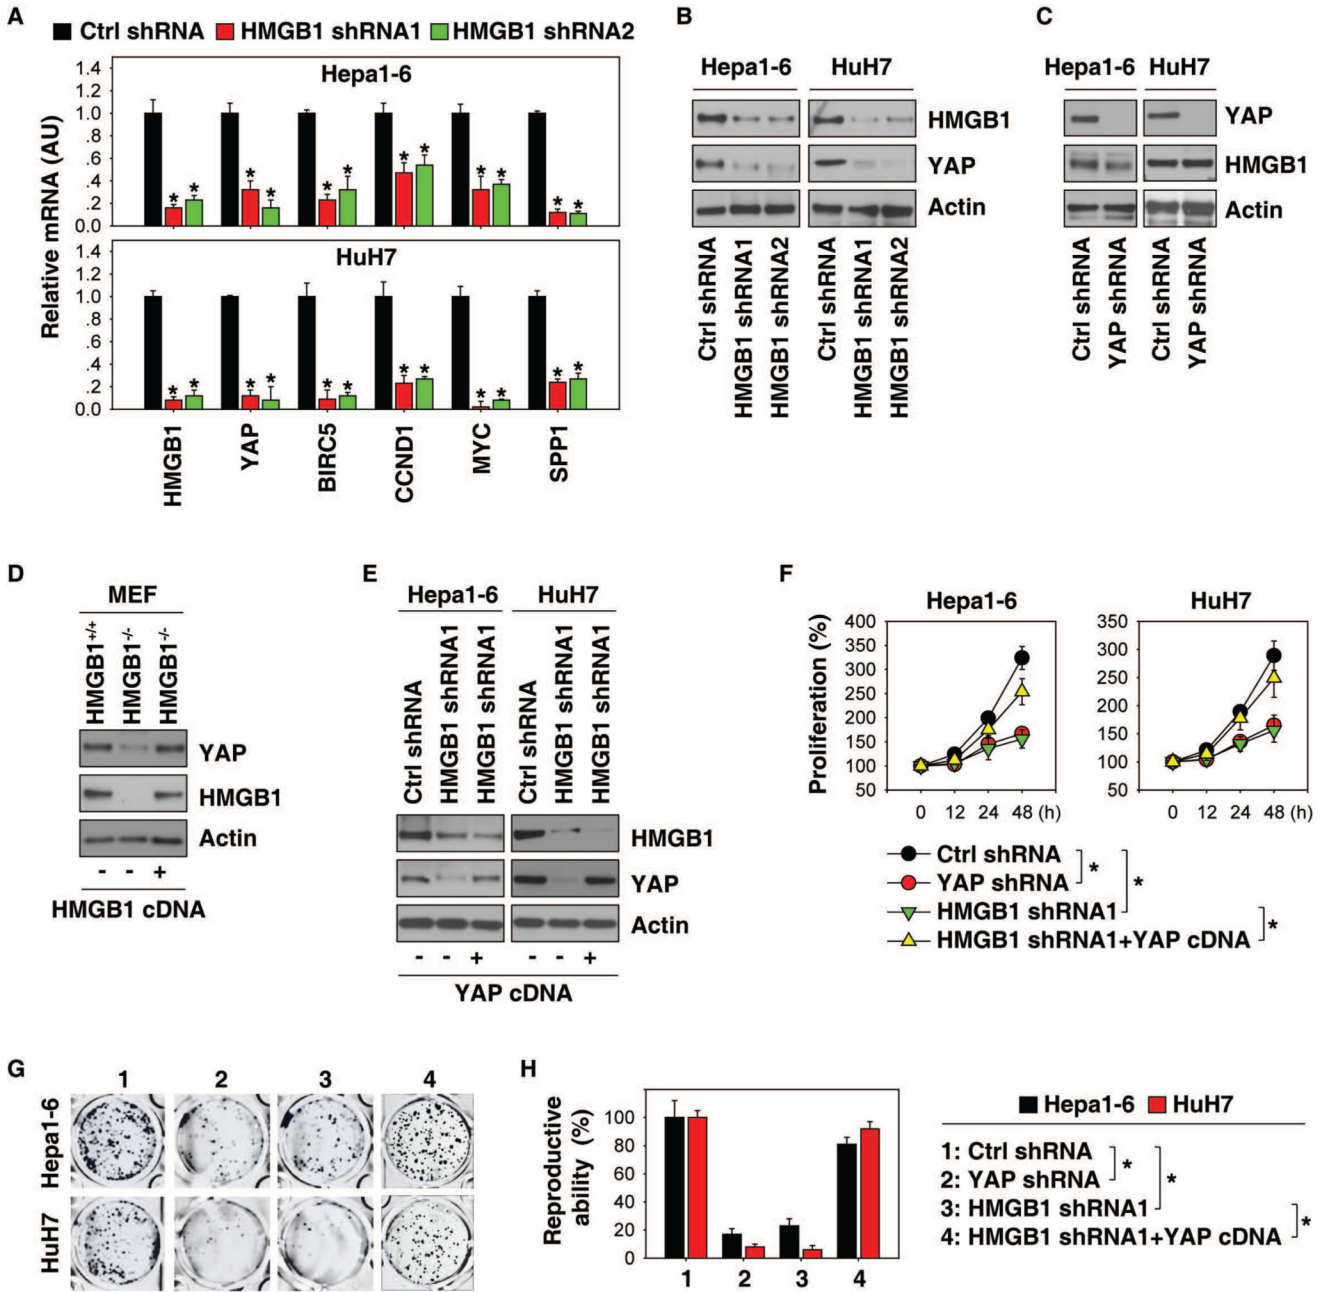 A
Ctrl shRNA HMGB1 shRNA1 HMGB1 shRNA2
Relative mRNA (AU)
Hepa1-6
1.4
1.2
1.0
.8
.6
.4
.2
0.0
* * * * * * * * * * * *
HuH7
1.4
1.2
1.0
.8
.6
.4
.2
0.0
* * * * * * * * * * * *
HMGB1 YAP BIRC5 CCND1 MYC SPP1
B
Hepa1-6 HuH7
HMGB1
YAP
Actin
Ctrl shRNA HMGB1 shRNA1 HMGB1 shRNA2 Ctrl shRNA HMGB1 shRNA1 HMGB1 shRNA2
C
Hepa1-6 HuH7
YAP
HMGB1
Actin
Ctrl shRNA YAP shRNA Ctrl shRNA YAP shRNA
D
MEF
HMGB1+/+ HMGB1-/- HMGB1-/-
YAP
HMGB1
Actin
- - +
HMGB1 cDNA
E
Hepa1-6 HuH7
Ctrl shRNA HMGB1 shRNA1 HMGB1 shRNA1 Ctrl shRNA HMGB1 shRNA1 HMGB1 shRNA1
HMGB1
YAP
Actin
- - + - - +
YAP cDNA
F
Proliferation (%)
Hepa1-6
400
350
300
250
200
150
100
50
0 12 24 48 (h)
HuH7
350
300
250
200
150
100
50
0 12 24 48 (h)
Ctrl shRNA
YAP shRNA
HMGB1 shRNA1
HMGB1 shRNA1+YAP cDNA
*
*
*
G
1 2 3 4
Hepa1-6
HuH7
H
Reproductive
ability (%)
100
80
60
40
20
0
1 2 3 4
Hepa1-6 HuH7
1: Ctrl shRNA
2: YAP shRNA
3: HMGB1 shRNA1
4: HMGB1 shRNA1+YAP cDNA
*
*
*